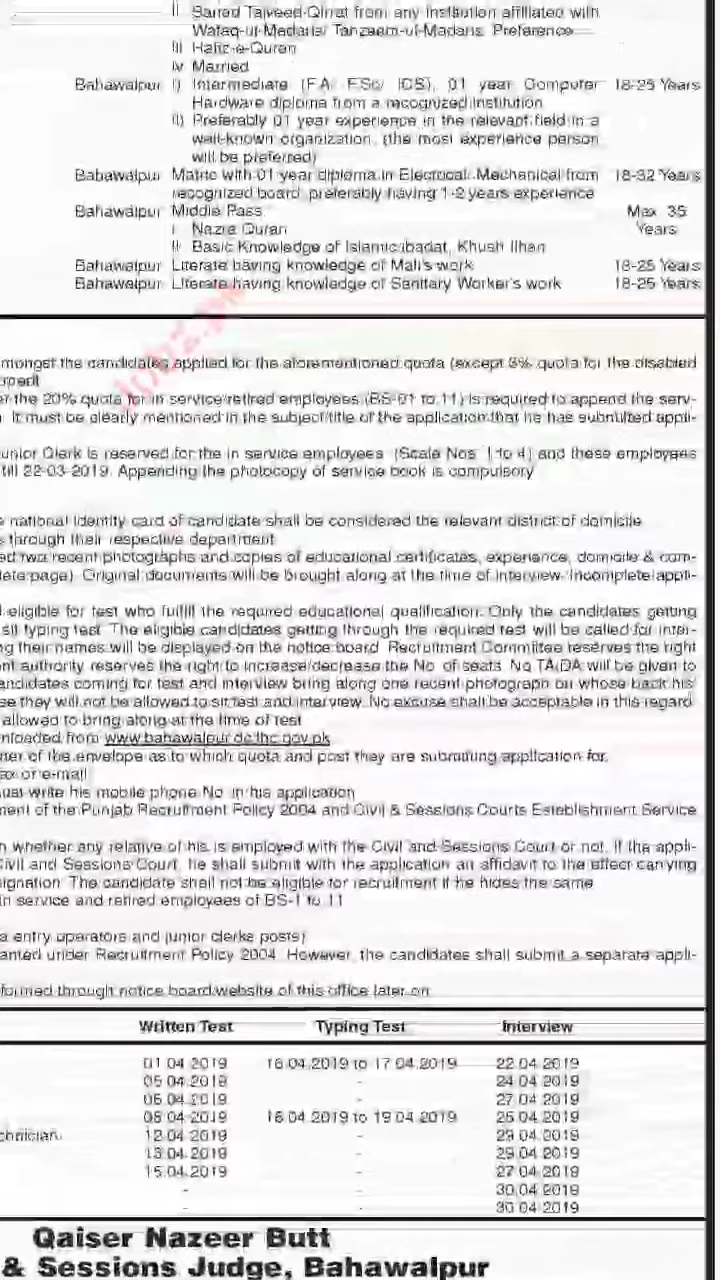 ii Sanad Tajveed-Qirrat from any institution affiliated with
Wafaq-ul-Madaris/ Tanzeem-ul-Madaris. Preference
iii Hafiz-e-Quran
iv Married
Bahawalpur i) Intermediate (FA/ FSc/ ICS), 01 year Computer 18-25 Years
Hardware diploma from a recognized institution
ii) Preferably 01 year experience in the relevant field in a
well-known organization. (the most experience person
will be preferred)
Bahawalpur Matric with 01 year diploma in Electrical, Mechanical from 18-32 Years
recognized board, preferably having 1-2 years experience
Bahawalpur Middle Pass Max 35
i Nazra Quran Years
ii Basic Knowledge of Islamic ibadat, Khush Ilhan
Bahawalpur Literate having knowledge of Mali's work 18-25 Years
Bahawalpur Literate having knowledge of Sanitary Worker's work 18-25 Years
mongst the candidates applied for the aforementioned quota (except 3% quota for the disabled
r the 20% quota for in service/retired employees (BS-01 to 11) is required to append the serv-
. It must be clearly mentioned in the subject/title of the application that he has submitted appli-
unior Clerk is reserved for the in service employees (Scale Nos. 1 to 4) and these employees
till 22-03-2019. Appending the photocopy of service book is compulsory
national identity card of candidate shall be considered the relevant district of domicile
through their respective department
ed two recent photographs and copies of educational certificates, experience, domicile & com-
ate page). Original documents will be brought along at the time of interview. Incomplete appli-
eligible for test who fulfill the required educational qualification. Only the candidates getting
sit typing test. The eligible candidates getting through the required test will be called for inter-
ng their names will be displayed on the notice board. Recruitment Committee reserves the right
nt authority reserves the right to increase/decrease the No. of seats. No TA/DA will be given to
andidates coming for test and interview bring along one recent photograph on whose back his
se they will not be allowed to sit test and interview. No excuse shall be acceptable in this regard
allowed to bring along at the time of test
nloaded from www.bahawalpur.dc.lhc.gov.pk
ner of the envelope as to which quota and post they are submitting application for.
ax or e-mail
ust write his mobile phone No. in his application
ment of the Punjab Recruitment Policy 2004 and Civil & Sessions Courts Establishment Service
n whether any relative of his is employed with the Civil and Sessions Court or not. If the appli-
Civil and Sessions Court, he shall submit with the application an affidavit to the effect carrying
signation. The candidate shall not be eligible for recruitment if he hides the same
in service and retired employees of BS-1 to 11
a entry operators and junior clerks posts)
anted under Recruitment Policy 2004. However, the candidates shall submit a separate appli-
formed through notice board/website of this office later on
Written Test Typing Test Interview
01.04.2019 16.04.2019 to 17.04.2019 22.04.2019
05.04.2019 - 24.04.2019
06.04.2019 - 27.04.2019
08.04.2019 18.04.2019 to 19.04.2019 25.04.2019
chnician 12.04.2019 - 29.04.2019
13.04.2019 - 29.04.2019
15.04.2019 - 27.04.2019
- - 30.04.2019
- - 30.04.2019
Qaiser Nazeer Butt
& Sessions Judge, Bahawalpur